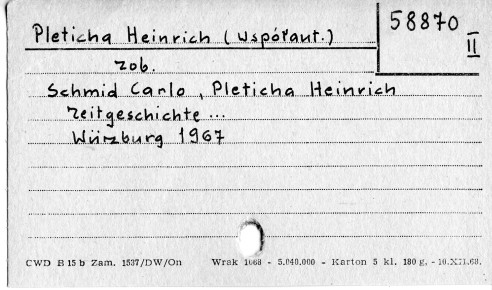 58870
II
Pleticha Heinrich (współaut.)
zob.
Schmid Carlo, Pleticha Heinrich
Zeitgeschichte ...
Würzburg 1967
CWD B 15 b Zam. 1537/DW/On Wrak 1068 - 5.040.000 - Karton 5 kl. 180 g. - 10.XII.68.